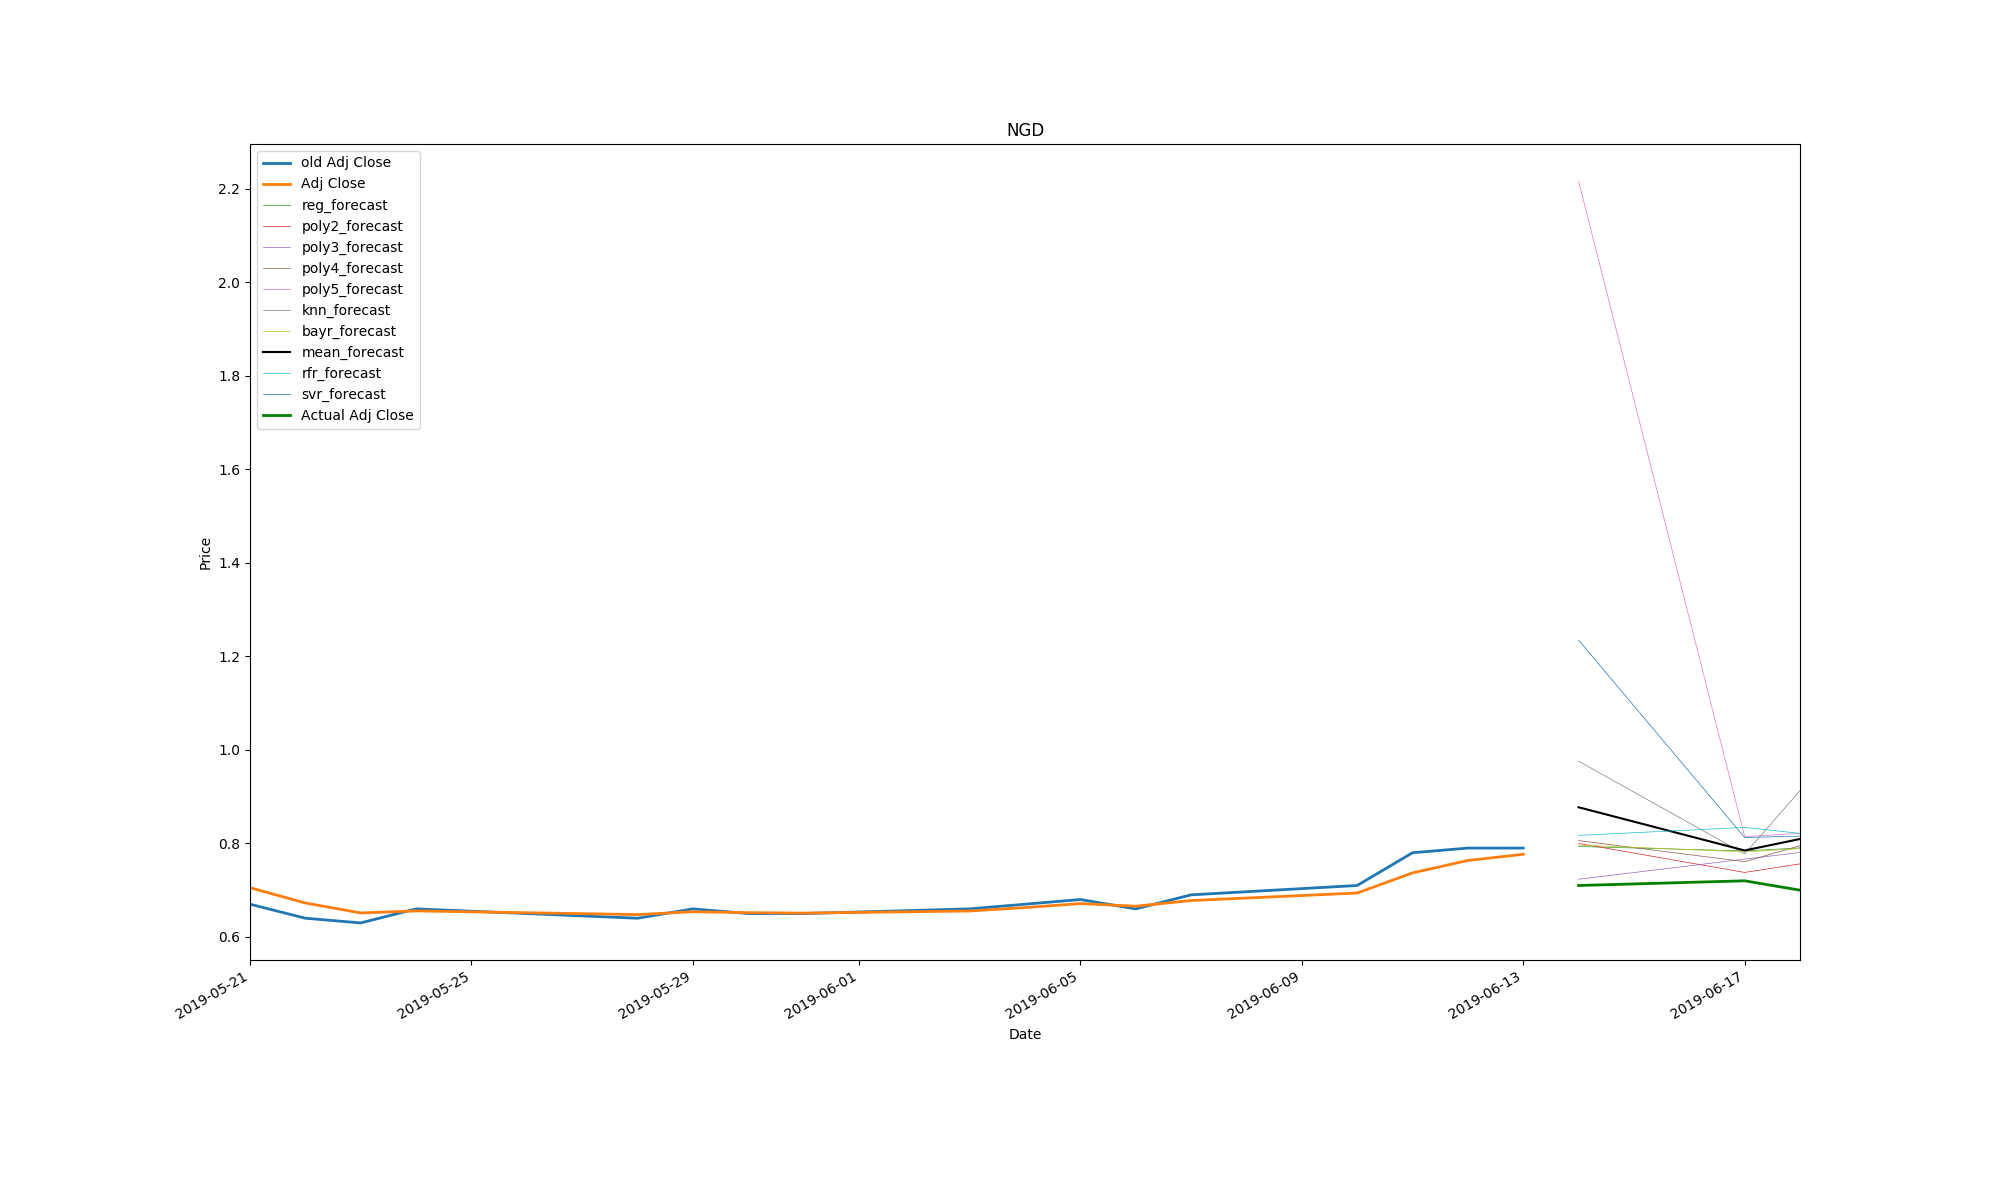 NGD
old Adj Close
Adj Close
reg_forecast
poly2_forecast
poly3_forecast
poly4_forecast
poly5_forecast
knn_forecast
bayr_forecast
mean_forecast
rfr_forecast
svr_forecast
Actual Adj Close
2.2
2.0
1.8
1.6
1.4
1.2
1.0
0.8
0.6
Price
2019-05-21
2019-05-25
2019-05-29
2019-06-01
2019-06-05
2019-06-09
2019-06-13
2019-06-17
Date